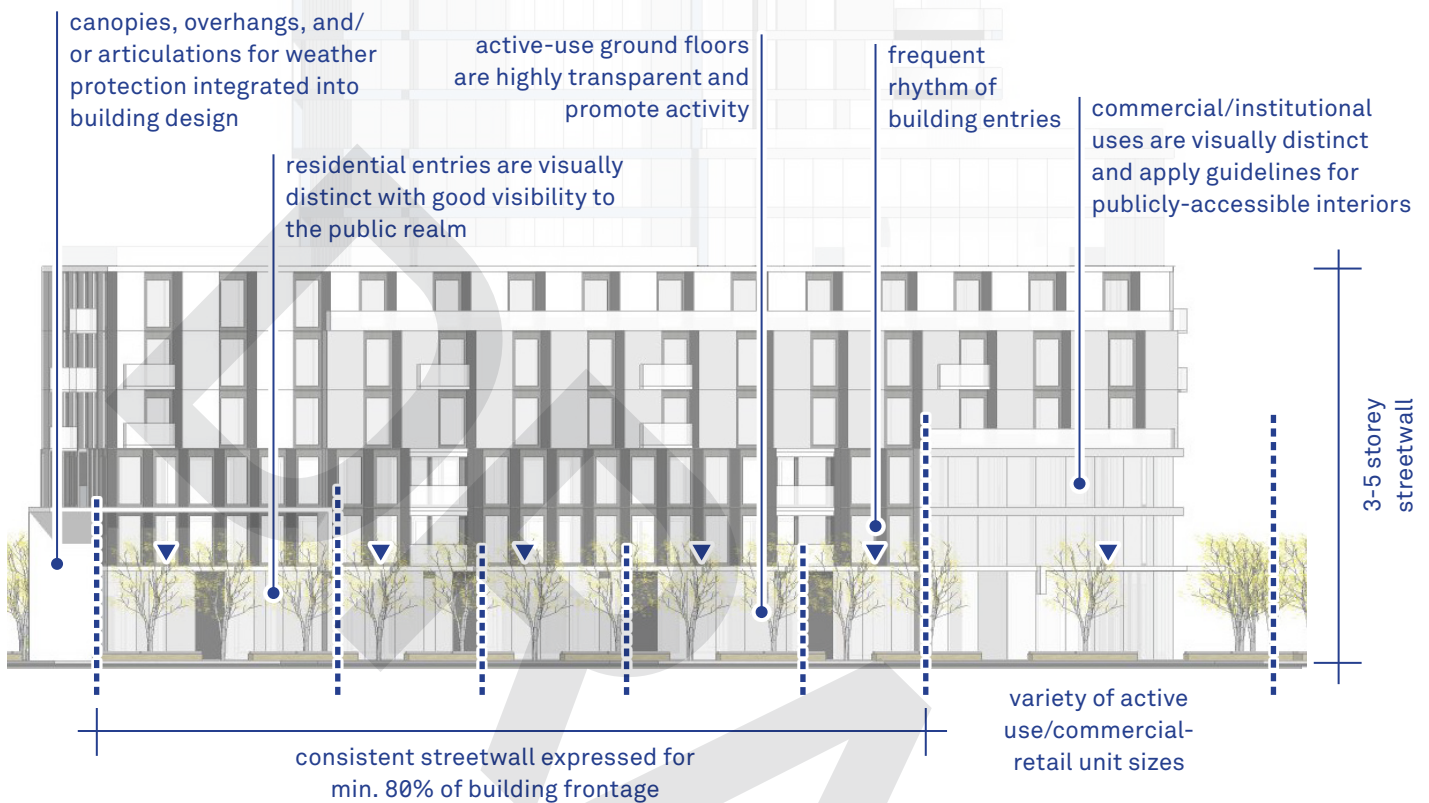 canopies, overhangs, and/
or articulations for weather
protection integrated into
building design
active-use ground floors
are highly transparent and
promote activity
frequent
rhythm of
building entries
commercial/institutional
uses are visually distinct
and apply guidelines for
publicly-accessible interiors
residential entries are visually
distinct with good visibility to
the public realm
3-5 storey
streetwall
variety of active
use/commercial-
retail unit sizes
consistent streetwall expressed for
min. 80% of building frontage